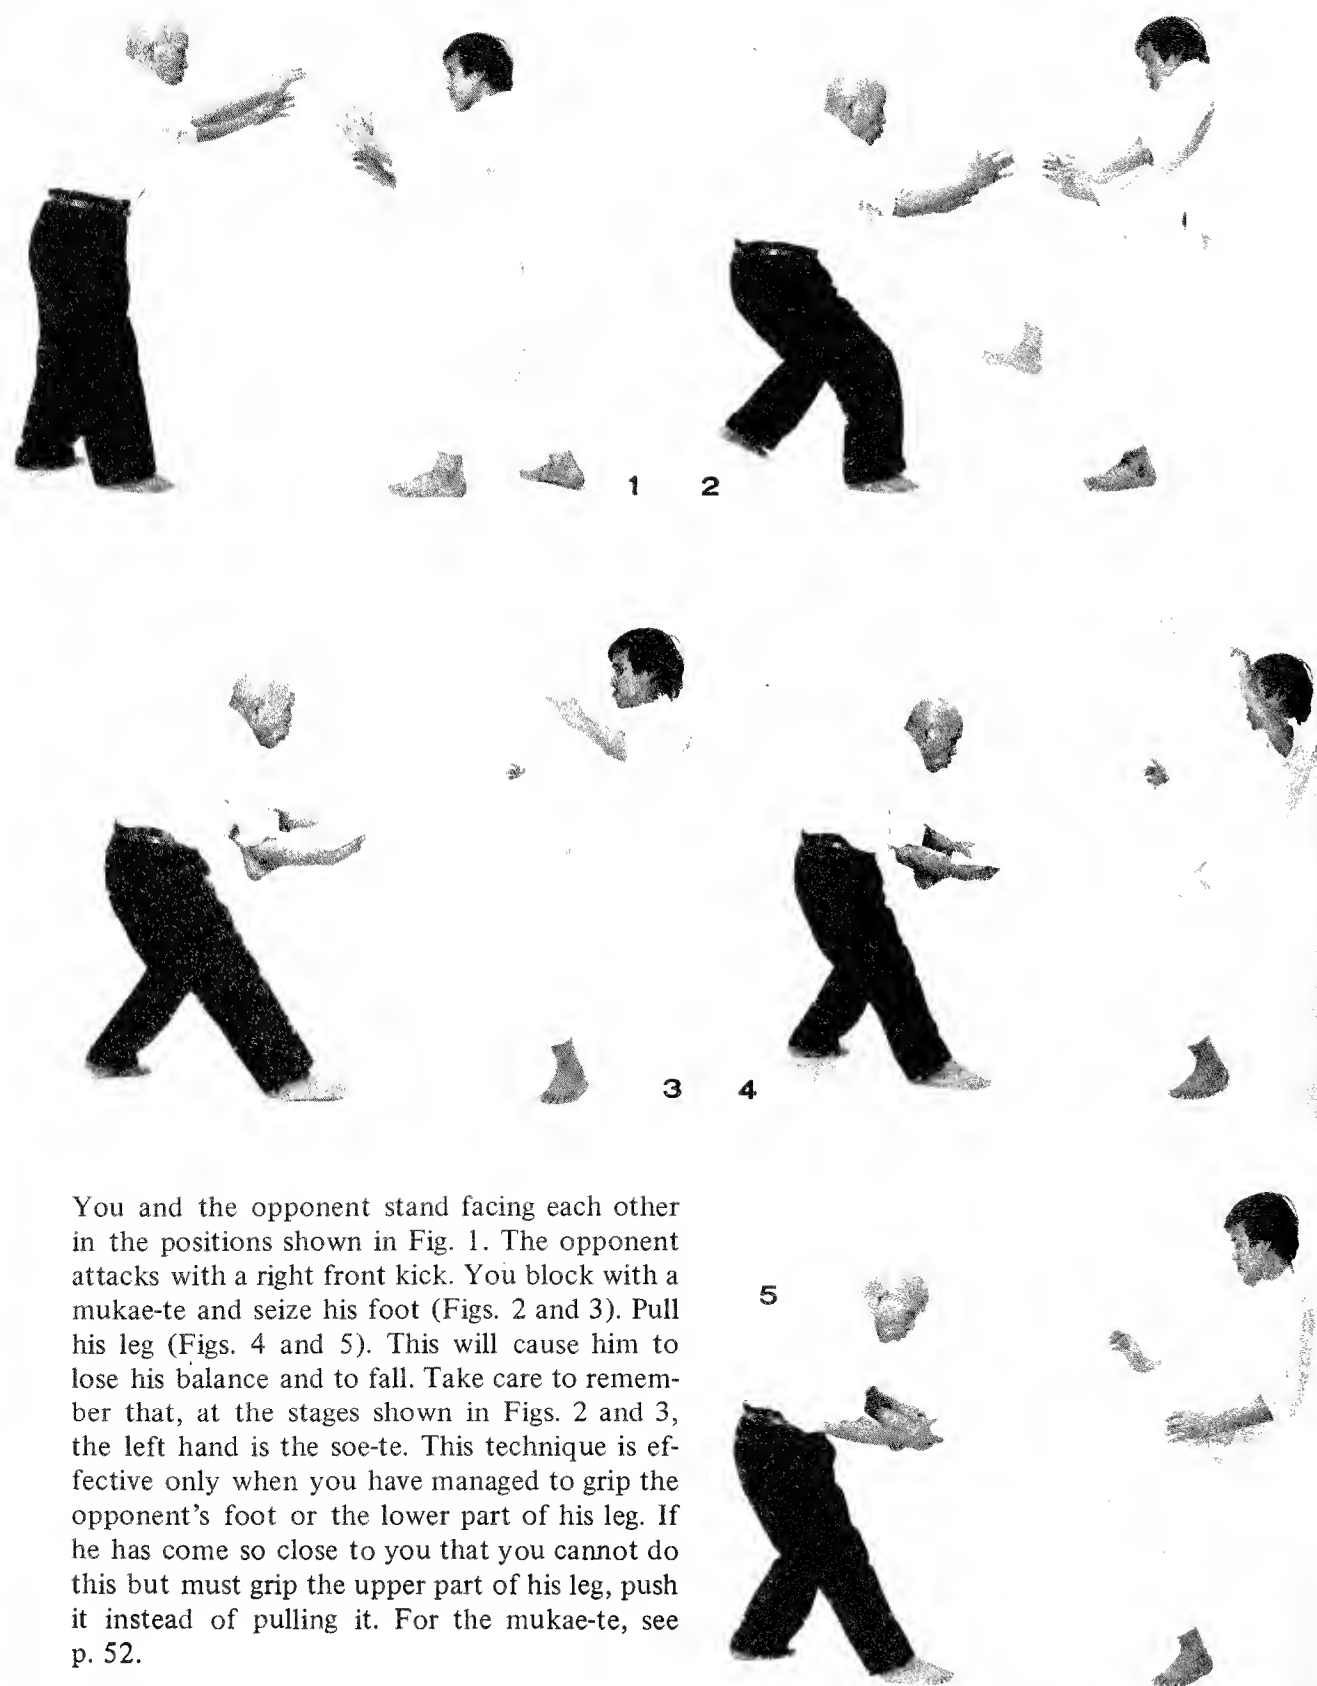 1 2
3 4
You and the opponent stand facing each other
in the positions shown in Fig. 1. The opponent
attacks with a right front kick. You block with a
mukae-te and seize his foot (Figs. 2 and 3). Pull
his leg (Figs. 4 and 5). This will cause him to
lose his balance and to fall. Take care to remem-
ber that, at the stages shown in Figs. 2 and 3,
the left hand is the soe-te. This technique is ef-
fective only when you have managed to grip the
opponent's foot or the lower part of his leg. If
he has come so close to you that you cannot do
this but must grip the upper part of his leg, push
it instead of pulling it. For the mukae-te, see
p. 52.
5